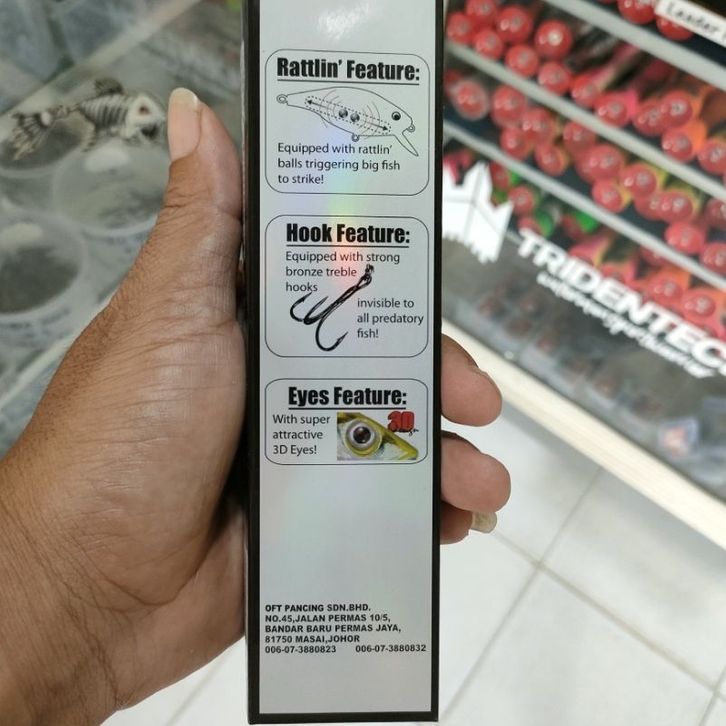 Rattlin' Feature:
Equipped with rattlin'
balls triggering big fish
to strike!
Hook Feature:
Equipped with strong
bronze treble
hooks
invisible to
all predatory
fish!
Eyes Feature:
With super
attractive
3D Eyes!
3D
OFT PANCING SDN.BHD.
NO.45,JALAN PERMAS 10/5,
BANDAR BARU PERMAS JAYA,
81750 MASAI,JOHOR
006-07-3880823 006-07-3880832
Leader
TRIDENTEC